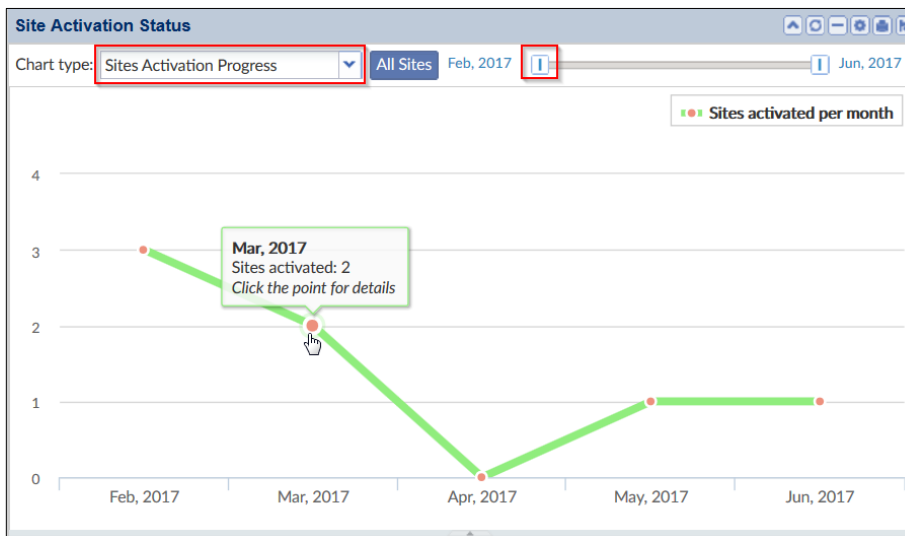 Site Activation Status
Chart type: Sites Activation Progress All Sites Feb, 2017 Jun, 2017
Sites activated per month
4
3
2
1
0
Mar, 2017
Sites activated: 2
Click the point for details
Feb, 2017 Mar, 2017 Apr, 2017 May, 2017 Jun, 2017